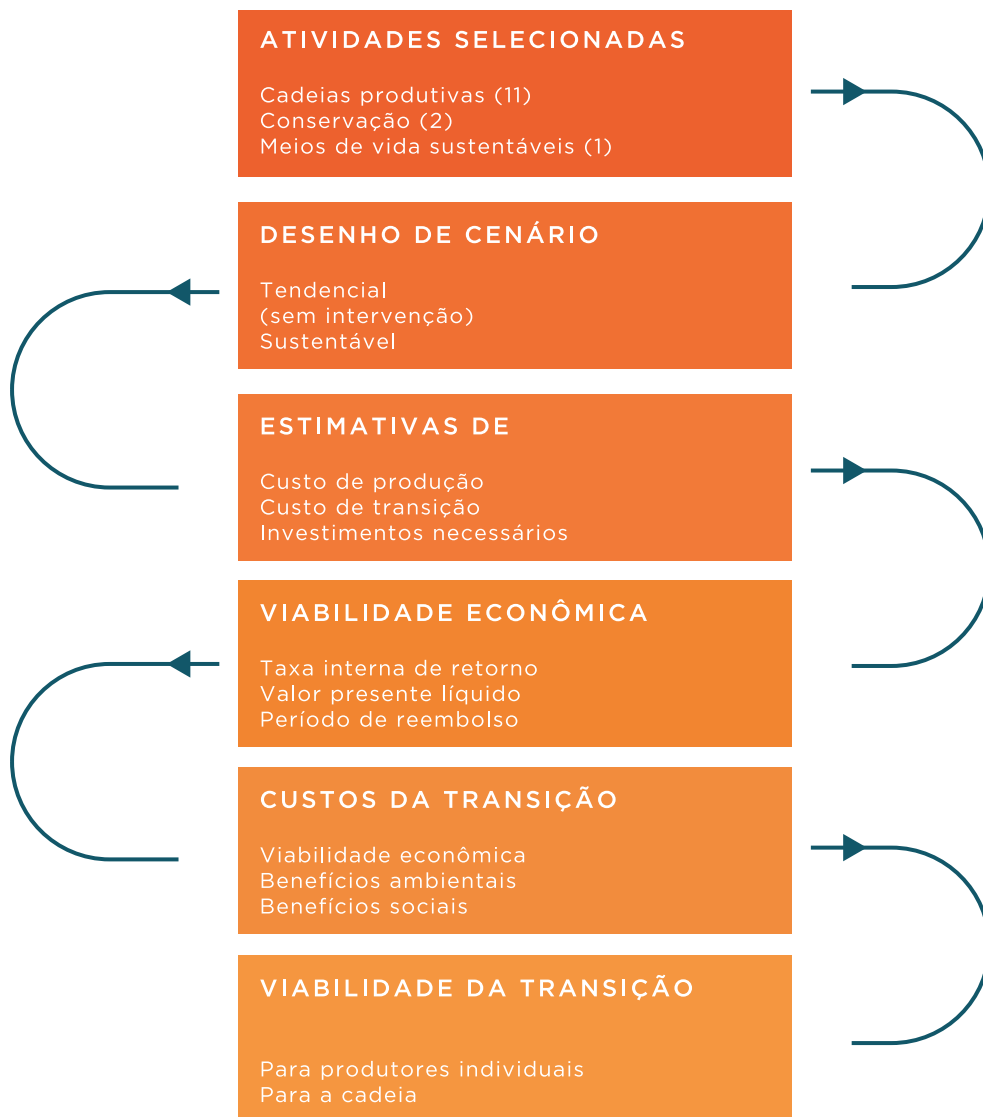 ATIVIDADES SELECIONADAS
Cadeias produtivas (11)
Conservação (2)
Meios de vida sustentáveis (1)
DESENHO DE CENÁRIO
Tendencial
(sem intervenção)
Sustentável
ESTIMATIVAS DE
Custo de produção
Custo de transição
Investimentos necessários
VIABILIDADE ECONÔMICA
Taxa interna de retorno
Valor presente líquido
Período de reembolso
CUSTOS DA TRANSIÇÃO
Viabilidade econômica
Benefícios ambientais
Benefícios sociais
VIABILIDADE DA TRANSIÇÃO
Para produtores individuais
Para a cadeia